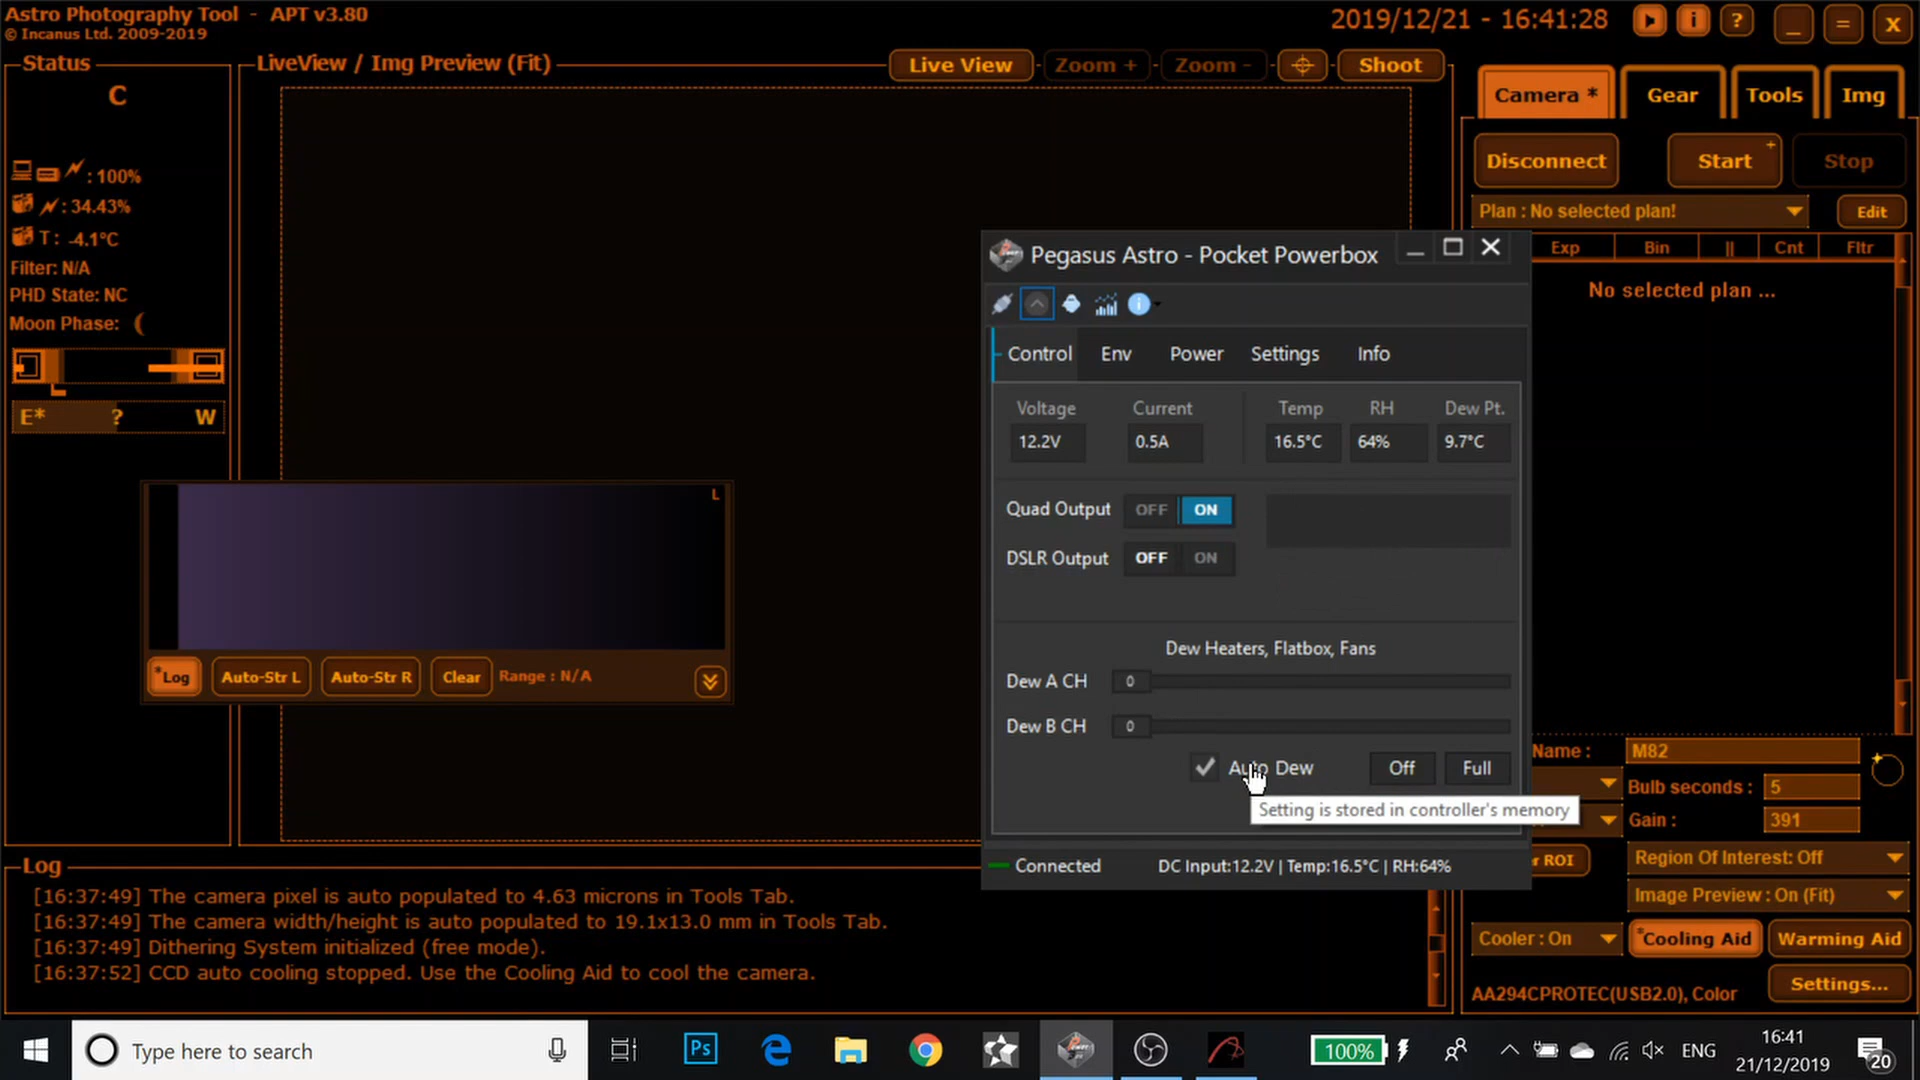 Astro Photography Tool - APT v3.80
© Incanus Ltd. 2009-2019
2019/12/21 - 16:41:28
i
?
_
=
X
Status
LiveView / Img Preview (Fit)
Live View
Zoom +
Zoom -
Shoot
Camera *
Gear
Tools
Img
C
: 100%
: 34.43%
T : -4.1°C
Filter: N/A
PHD State: NC
Moon Phase:
E* ? W
Disconnect
Start +
Stop
Plan : No selected plan!
Edit
Exp Bin || Cnt Fltr
No selected plan ...
L
*Log
Auto-Str L
Auto-Str R
Clear
Range : N/A
Pegasus Astro - Pocket Powerbox
Control Env Power Settings Info
Voltage Current Temp RH Dew Pt.
12.2V 0.5A 16.5°C 64% 9.7°C
Quad Output OFF ON
DSLR Output OFF ON
Dew Heaters, Flatbox, Fans
Dew A CH 0
Dew B CH 0
Auto Dew Off Full
Setting is stored in controller's memory
Connected DC Input:12.2V | Temp:16.5°C | RH:64%
Name : M82
Bulb seconds : 5
Gain : 391
ROI
Region Of Interest: Off
Image Preview : On (Fit)
Cooler : On
*Cooling Aid
Warming Aid
AA294CPROTEC(USB2.0), Color
Settings...
Log
[16:37:49] The camera pixel is auto populated to 4.63 microns in Tools Tab.
[16:37:49] The camera width/height is auto populated to 19.1x13.0 mm in Tools Tab.
[16:37:49] Dithering System initialized (free mode).
[16:37:52] CCD auto cooling stopped. Use the Cooling Aid to cool the camera.
Type here to search
Ps
100%
ENG
16:41
21/12/2019
20